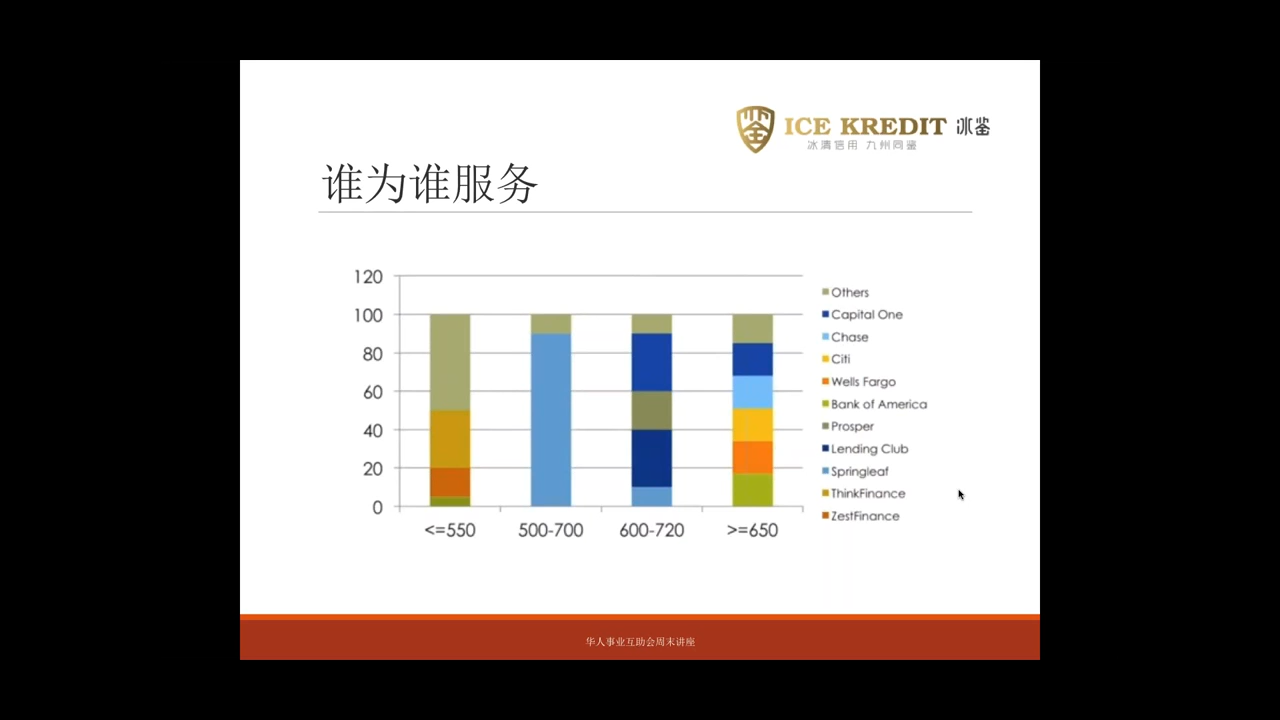 ICE KREDIT 冰鉴
冰清信用 九州同鉴
谁为谁服务
120
100
80
60
40
20
0
<=550
500-700
600-720
>=650
Others
Capital One
Chase
Citi
Wells Fargo
Bank of America
Prosper
Lending Club
Springleaf
ThinkFinance
ZestFinance
华人事业互助会周末讲座